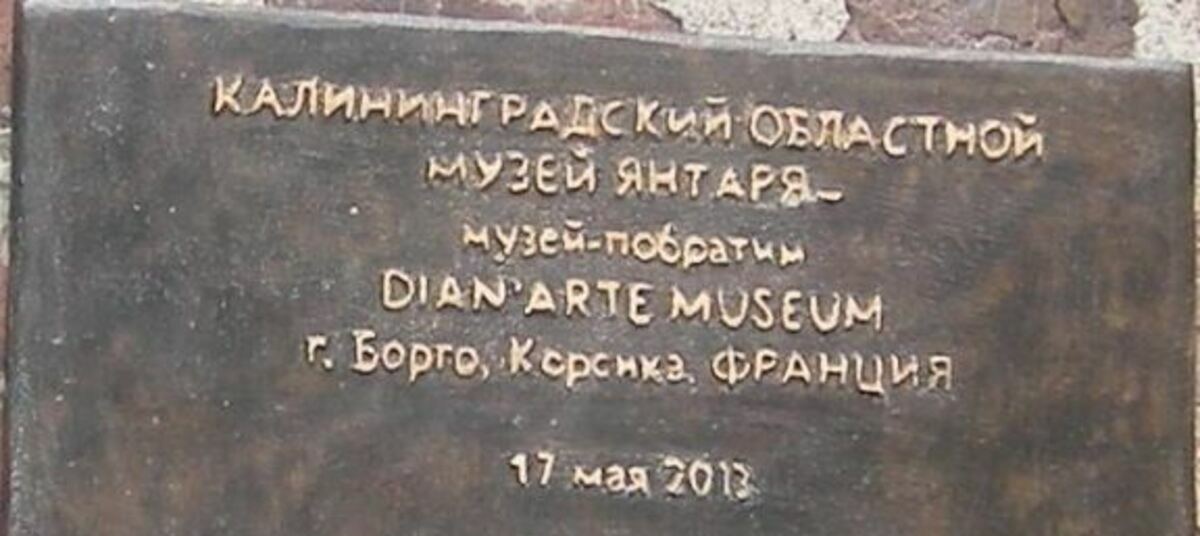 КАЛИНИНГРАДСКИЙ ОБЛАСТНОЙ
МУЗЕЙ ЯНТАРЯ–
музей-побратим
DIAN'ARTE MUSEUM
г. Борго, Корсика, ФРАНЦИЯ
17 мая 2013